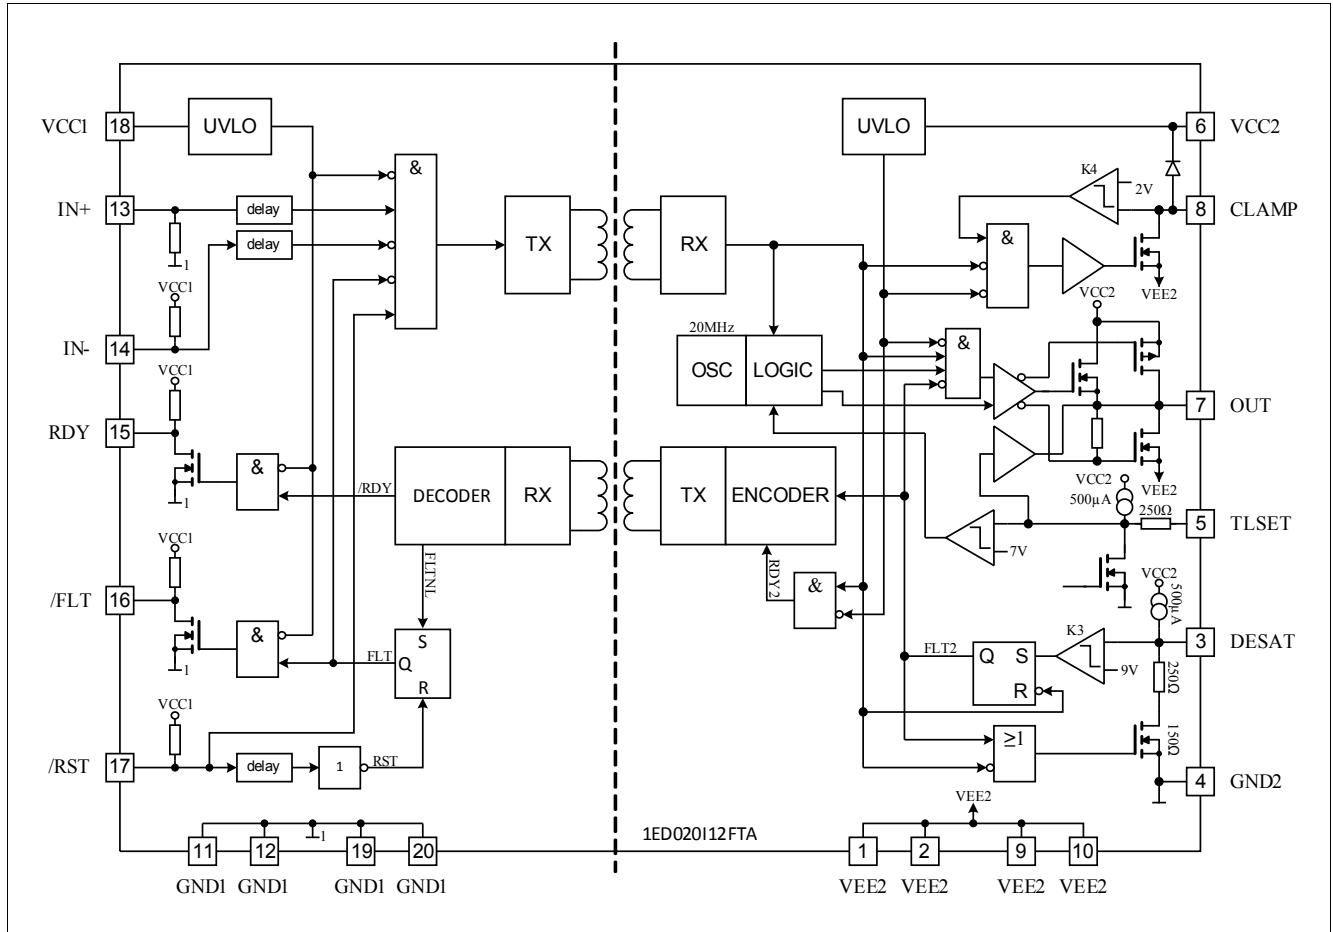 VCC1
18
UVLO
UVLO
6
VCC2
&
K4
2V
IN+
13
delay
8
CLAMP
delay
TX
RX
&
1
VCC1
VEE2
VCC2
IN-
14
20MHz
OSC
LOGIC
&
VCC1
7
OUT
RDY
15
&
/RDY
DECODER
RX
TX
ENCODER
VCC2
500µA
VEE2
1
250Ω
5
TLSET
7V
VCC1
FLTNL
RDY2
&
VCC2
500µA
/FLT
16
&
FLT
S
Q
R
FLT2
Q
S
R
K3
9V
3
DESAT
250Ω
1
VCC1
≥1
150Ω
/RST
17
delay
1
RST
4
GND2
VEE2
1
1ED020I12FTA
11
12
19
20
1
2
9
10
GND1
GND1
GND1
GND1
VEE2
VEE2
VEE2
VEE2